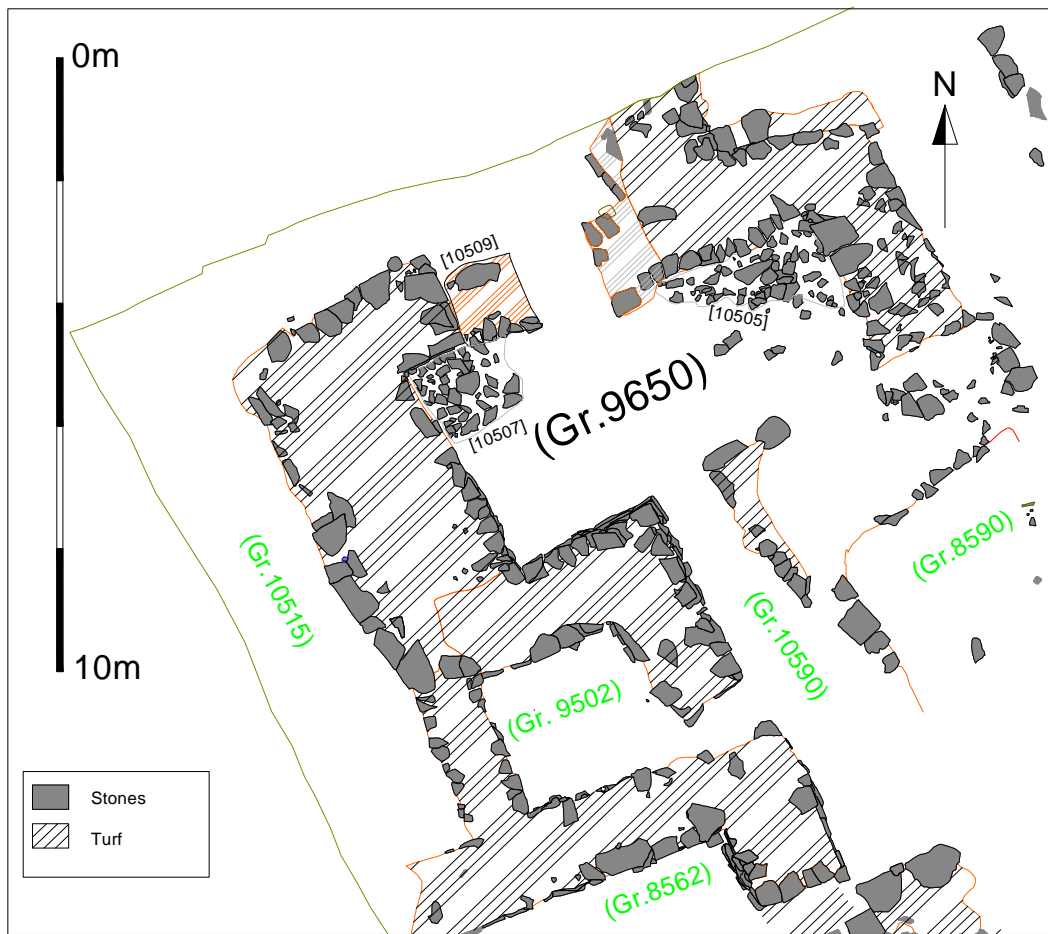 0m
N
[10509]
[10505]
(Gr.9650)
[10507]
(Gr.8590)
(Gr.10515)
(Gr.10590)
10m
(Gr. 9502)
Stones
Turf
(Gr.8562)